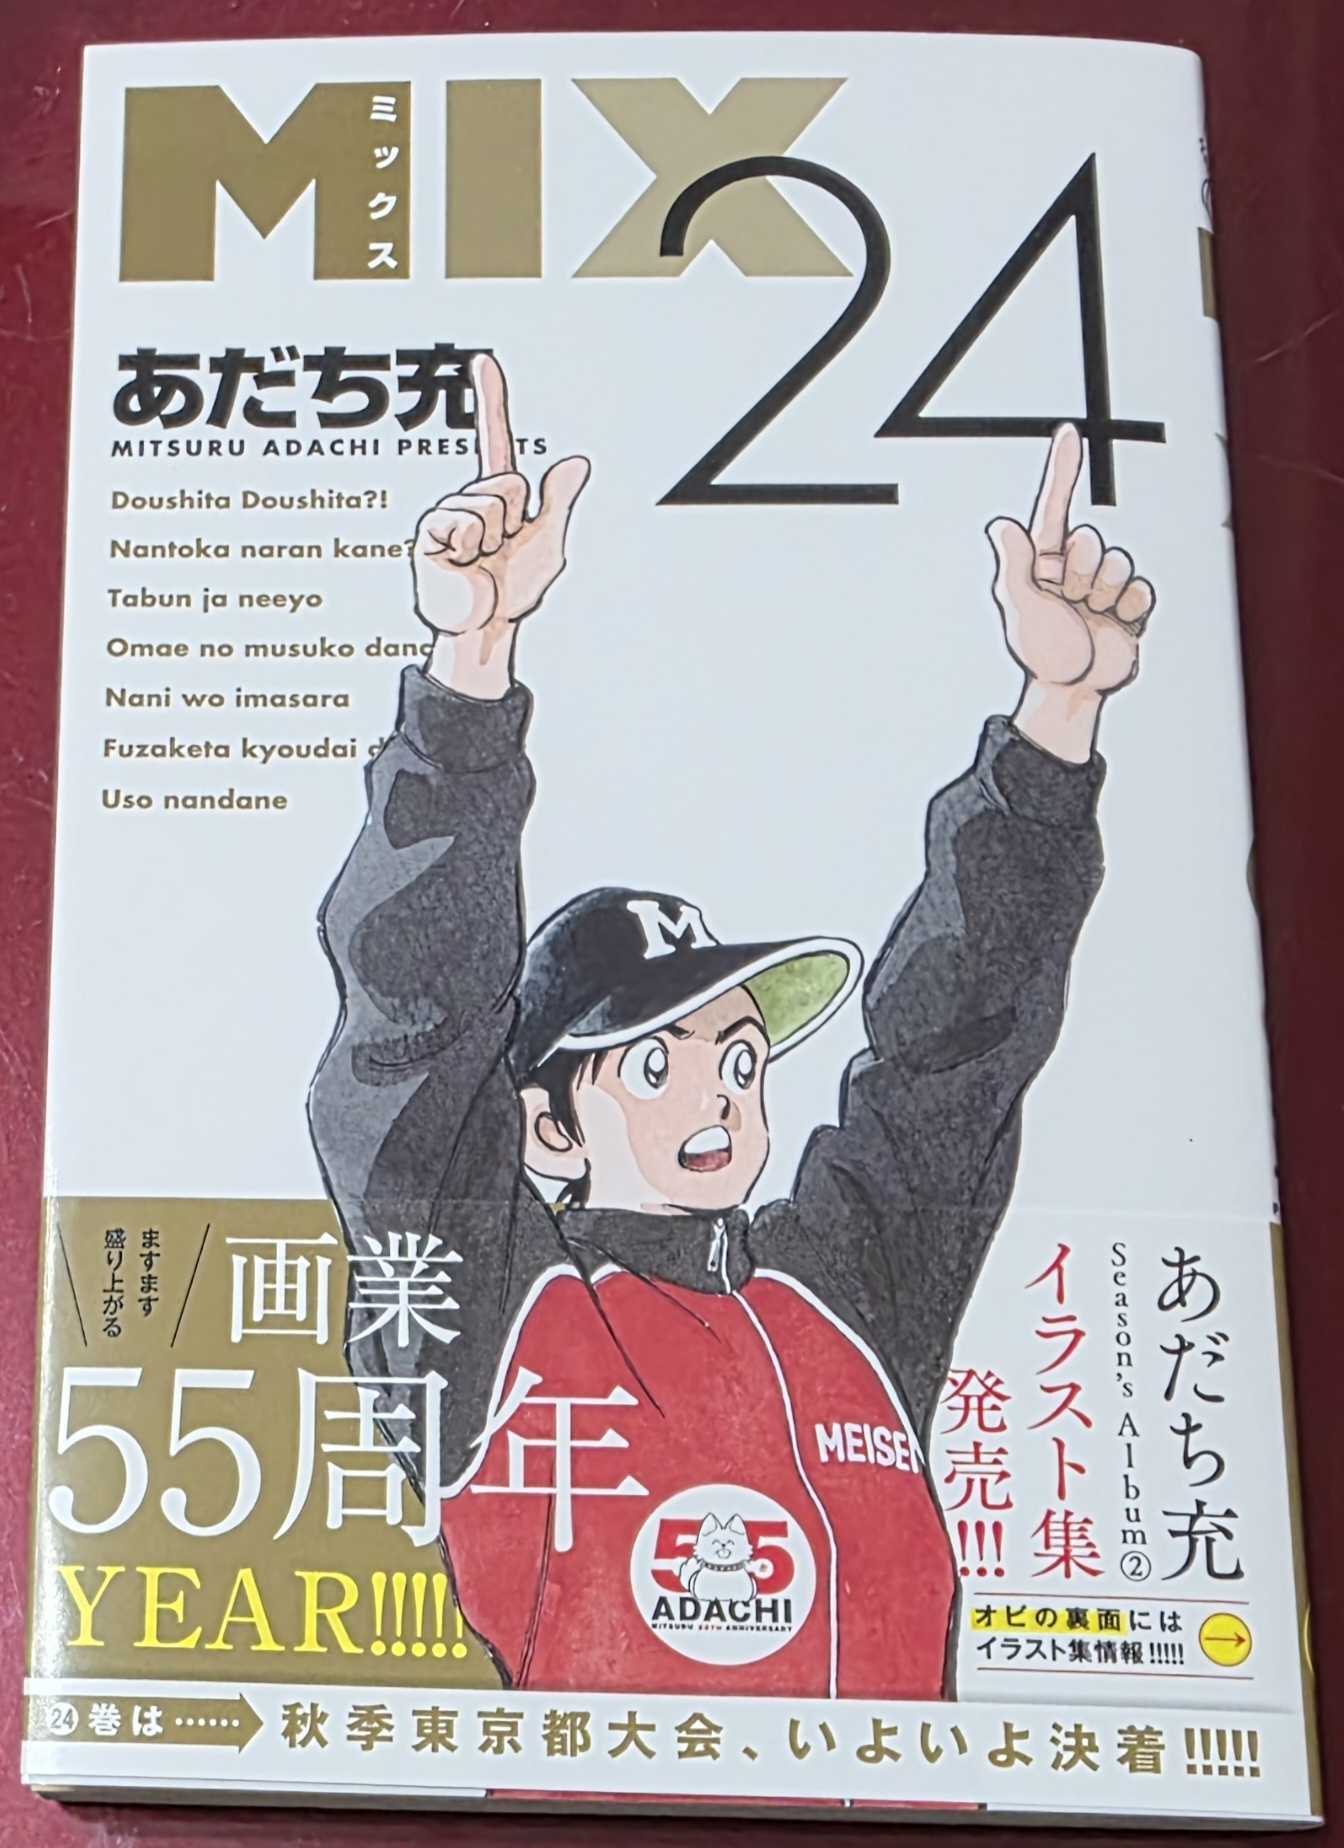 MIX
ミックス
24
あだち充
MITSURU ADACHI PRESENTS
Doushita Doushita?!
Nantoka naran kane?
Tabun ja neeyo
Omae no musuko
Nani wo imasara
Fuzaketa kyoudai
Uso nandane
M
MEISEI
ますます
盛り上がる
画業
55周年
YEAR!!!!!
55
ADACHI
MITSURU 55TH ANNIVERSARY
あだち充
Season's Album②
イラスト集
発売!!!
オビの裏面には
イラスト集情報!!!!!
→
24巻は……
秋季東京都大会、いよいよ決着!!!!!